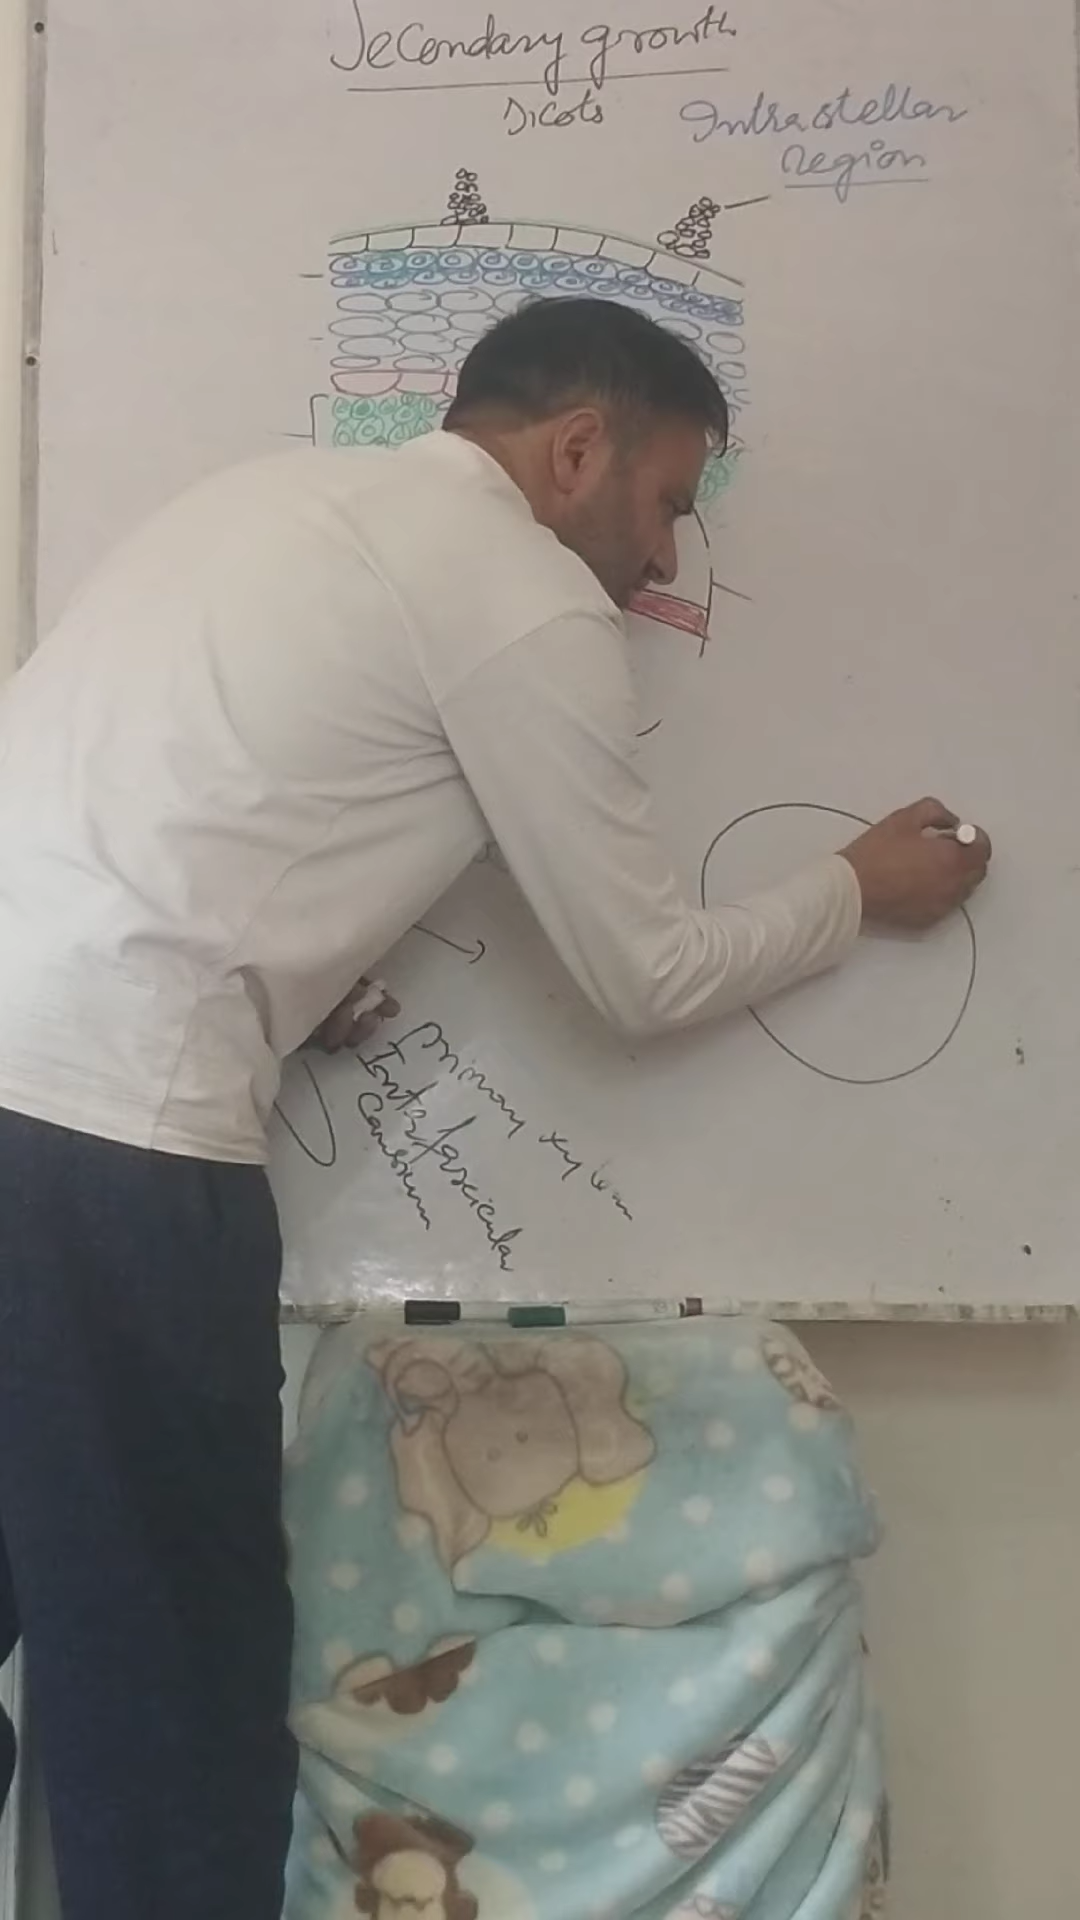 Secondary growth
Dicots
Intrastellar
region
primary xylem
Interfascicular
Cambium